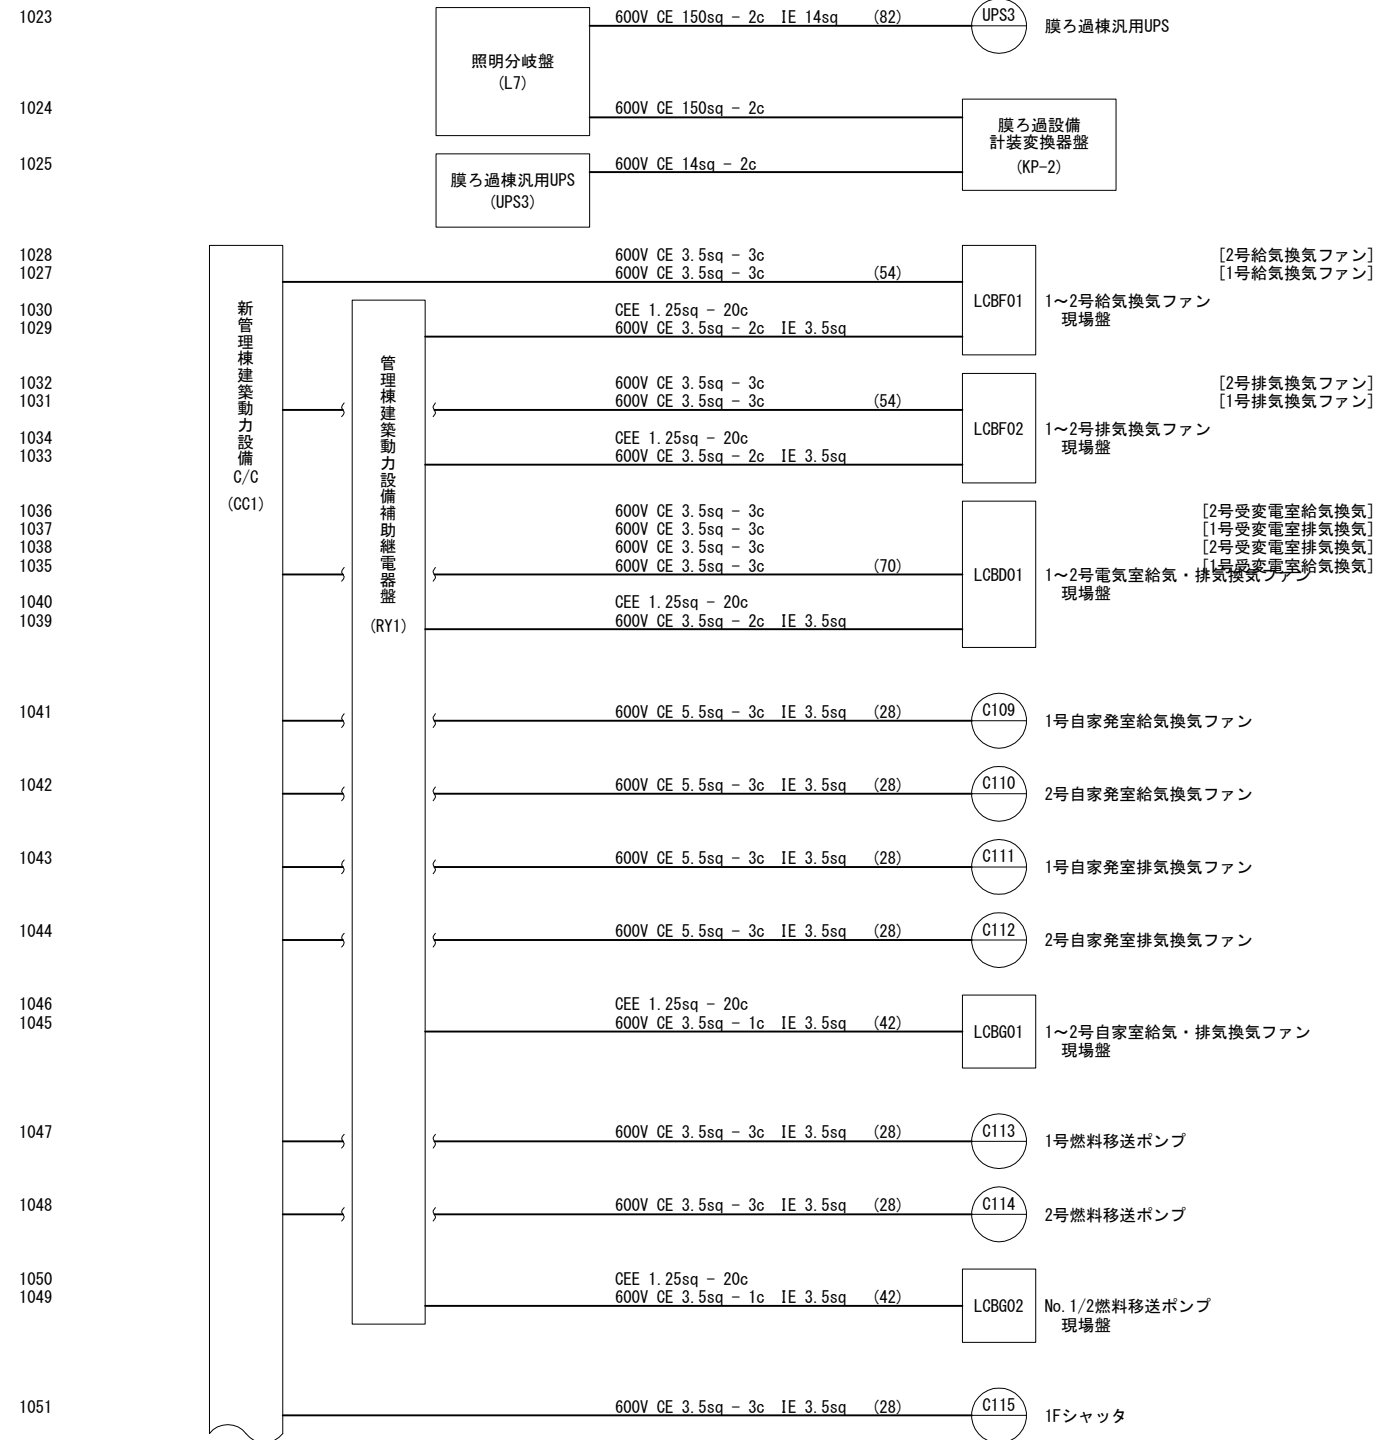 1023 600V CE 150sq - 2c IE 14sq (82) UPS3 膜ろ過棟汎用UPS
照明分岐盤
(L7)
1024 600V CE 150sq - 2c
膜ろ過設備
計装変換器盤
(KP-2)
1025 600V CE 14sq - 2c
膜ろ過棟汎用UPS
(UPS3)
新管理棟建築動力設備
C/C
(CC1)
管理棟建築動力設備補助継電器盤
(RY1)
1028 600V CE 3.5sq - 3c [2号給気換気ファン]
1027 600V CE 3.5sq - 3c (54) [1号給気換気ファン]
LCBF01 1～2号給気換気ファン
現場盤
1030 CEE 1.25sq - 20c
1029 600V CE 3.5sq - 2c IE 3.5sq
1032 600V CE 3.5sq - 3c [2号排気換気ファン]
1031 600V CE 3.5sq - 3c (54) [1号排気換気ファン]
LCBF02 1～2号排気換気ファン
現場盤
1034 CEE 1.25sq - 20c
1033 600V CE 3.5sq - 2c IE 3.5sq
1036 600V CE 3.5sq - 3c [2号受変電室給気換気]
1037 600V CE 3.5sq - 3c [1号受変電室排気換気]
1038 600V CE 3.5sq - 3c [2号受変電室排気換気]
1035 600V CE 3.5sq - 3c (70) [1号受変電室給気換気]
LCBD01 1～2号電気室給気・排気換気ファン
現場盤
1040 CEE 1.25sq - 20c
1039 600V CE 3.5sq - 2c IE 3.5sq
1041 600V CE 5.5sq - 3c IE 3.5sq (28) C109 1号自家発室給気換気ファン
1042 600V CE 5.5sq - 3c IE 3.5sq (28) C110 2号自家発室給気換気ファン
1043 600V CE 5.5sq - 3c IE 3.5sq (28) C111 1号自家発室排気換気ファン
1044 600V CE 5.5sq - 3c IE 3.5sq (28) C112 2号自家発室排気換気ファン
1046 CEE 1.25sq - 20c
1045 600V CE 3.5sq - 1c IE 3.5sq (42) LCBG01 1～2号自家室給気・排気換気ファン
現場盤
1047 600V CE 3.5sq - 3c IE 3.5sq (28) C113 1号燃料移送ポンプ
1048 600V CE 3.5sq - 3c IE 3.5sq (28) C114 2号燃料移送ポンプ
1050 CEE 1.25sq - 20c
1049 600V CE 3.5sq - 1c IE 3.5sq (42) LCBG02 No.1/2燃料移送ポンプ
現場盤
1051 600V CE 3.5sq - 3c IE 3.5sq (28) C115 1Fシャッタ